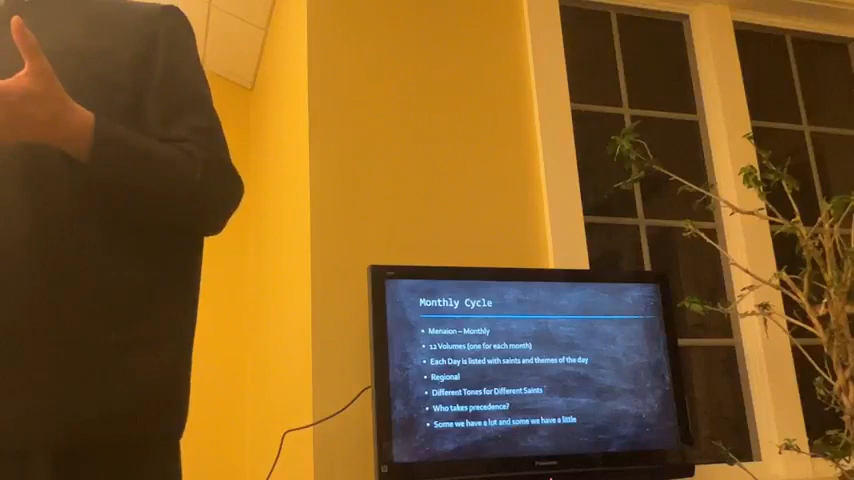 Monthly Cycle
• Menaion – Monthly
• 12 Volumes (one for each month)
• Each Day is listed with saints and themes of the day
• Regional
• Different Tones for Different Saints
• Who takes precedence?
• Some we have a lot and some we have a little
Panasonic